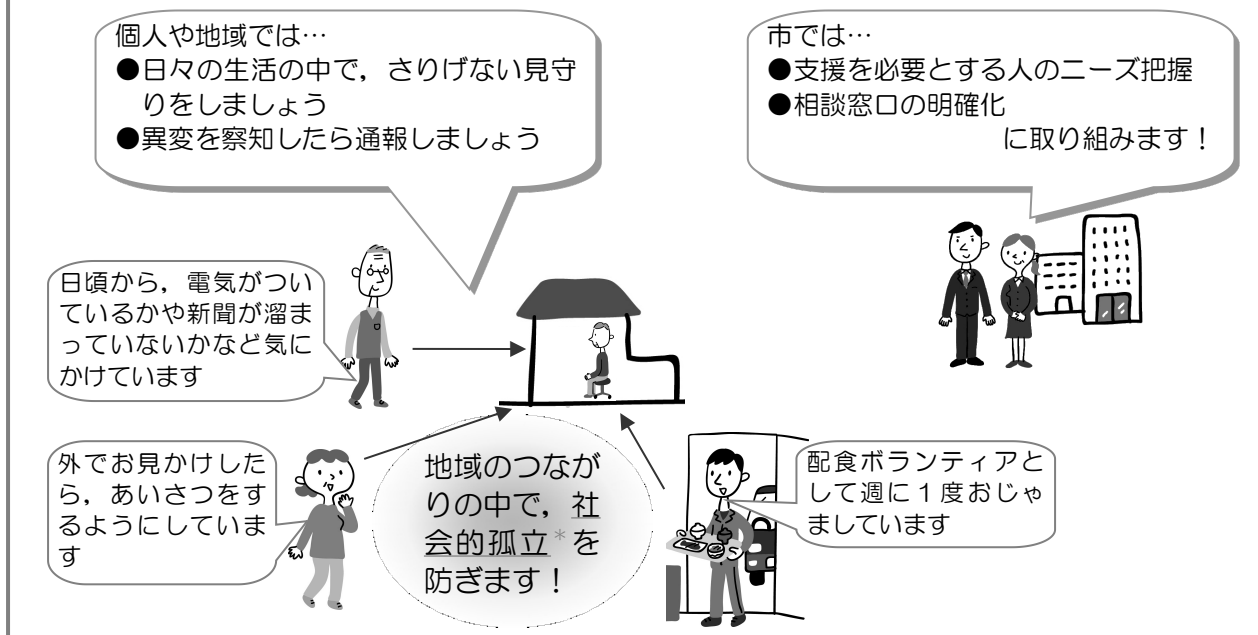 個人や地域では…
●日々の生活の中で，さりげない見守
りをしましょう
●異変を察知したら通報しましょう
市では…
●支援を必要とする人のニーズ把握
●相談窓口の明確化
に取り組みます！
日頃から，電気がつい
ているかや新聞が溜ま
っていないかなど気に
かけています
外でお見かけした
ら，あいさつをす
るようにしていま
す
地域のつなが
りの中で，社
会的孤立＊を
防ぎます！
配食ボランティアと
して週に１度おじゃ
ましています